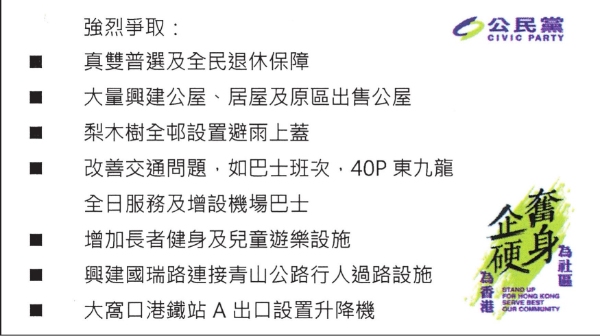 強烈爭取：
公民黨
CIVIC PARTY
■ 真雙普選及全民退休保障
■ 大量興建公屋、居屋及原區出售公屋
■ 梨木樹全邨設置避雨上蓋
■ 改善交通問題，如巴士班次，40P 東九龍
全日服務及增設機場巴士
■ 增加長者健身及兒童遊樂設施
■ 興建國瑞路連接青山公路行人過路設施
■ 大窩口港鐵站 A 出口設置升降機
奮身
企硬
為社區
為香港
STAND UP
FOR HONG KONG
SERVE BEST
OUR COMMUNITY